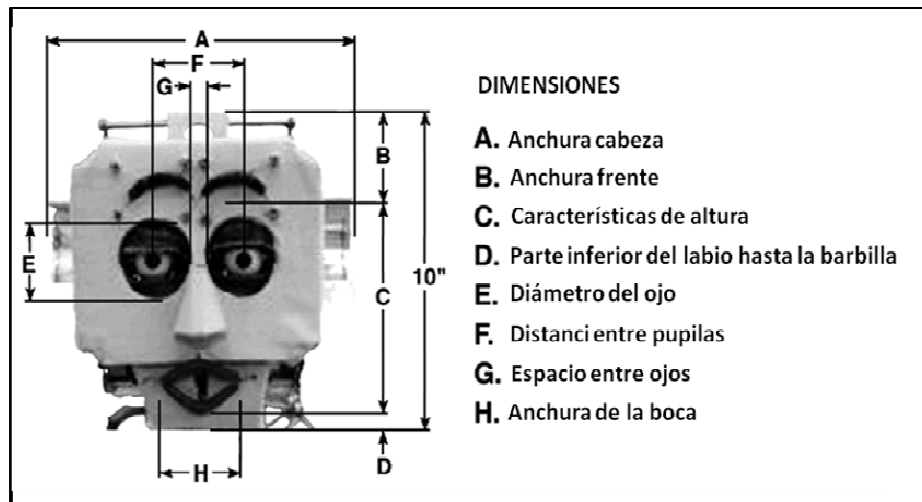 A
F
G
B
E
C
10"
D
H
DIMENSIONES
A. Anchura cabeza
B. Anchura frente
C. Características de altura
D. Parte inferior del labio hasta la barbilla
E. Diámetro del ojo
F. Distanci entre pupilas
G. Espacio entre ojos
H. Anchura de la boca